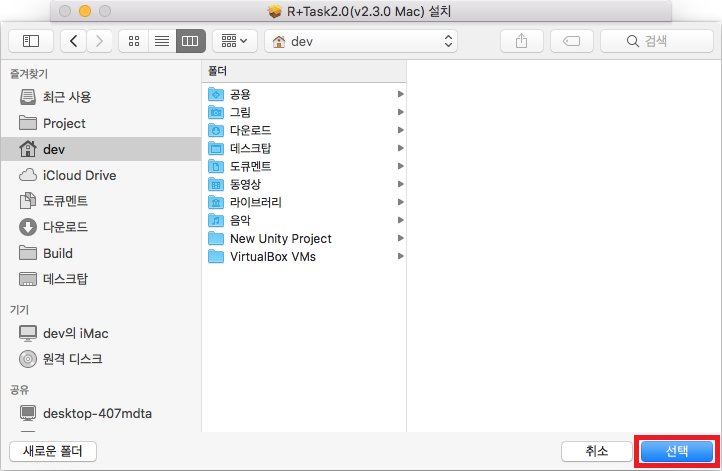 R+Task2.0(v2.3.0 Mac) 설치
dev
검색
즐겨찾기
최근 사용
Project
dev
iCloud Drive
도큐멘트
다운로드
Build
데스크탑
기기
dev의 iMac
원격 디스크
공유
desktop-407mdta
폴더
공용
그림
다운로드
데스크탑
도큐멘트
동영상
라이브러리
음악
New Unity Project
VirtualBox VMs
새로운 폴더
취소
선택